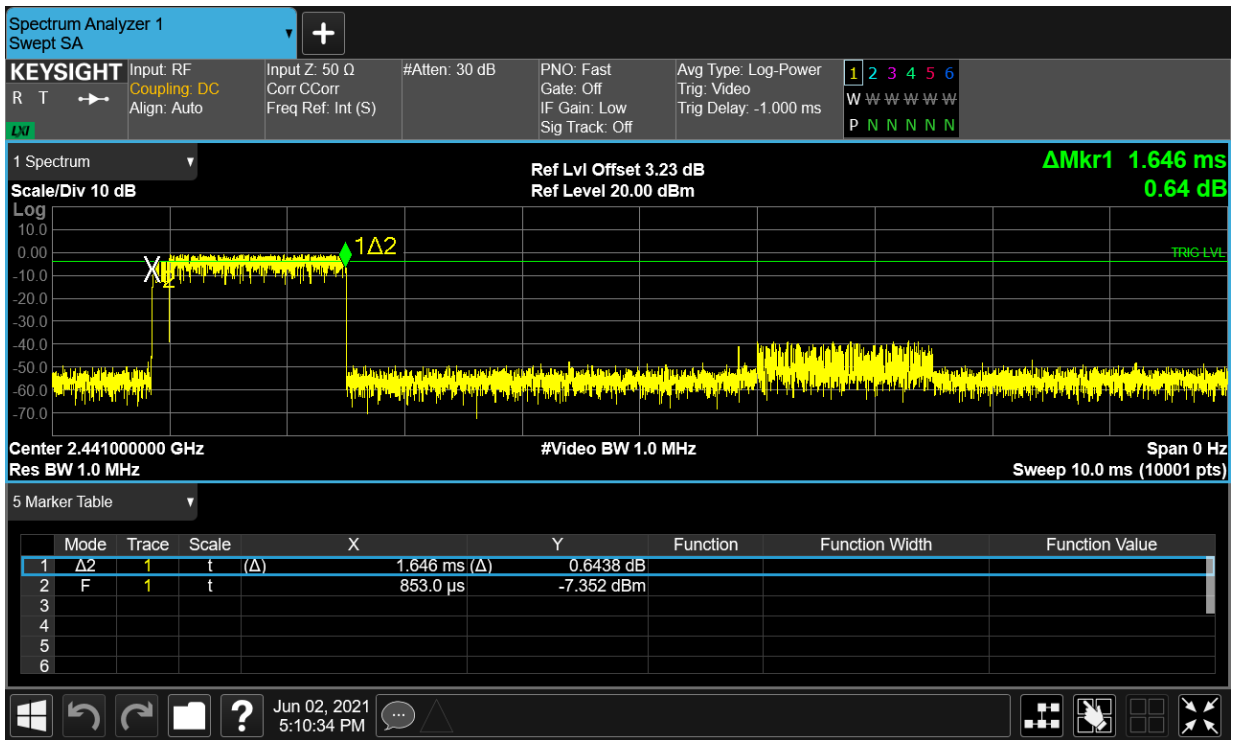 Spectrum Analyzer 1
Swept SA
KEYSIGHT
R T
LXI
Input: RF
Coupling: DC
Align: Auto
Input Z: 50 Ω
Corr CCorr
Freq Ref: Int (S)
#Atten: 30 dB
PNO: Fast
Gate: Off
IF Gain: Low
Sig Track: Off
Avg Type: Log-Power
Trig: Video
Trig Delay: -1.000 ms
1 2 3 4 5 6
W W W W W W
P N N N N N
1 Spectrum
Scale/Div 10 dB
Ref Lvl Offset 3.23 dB
Ref Level 20.00 dBm
ΔMkr1 1.646 ms
0.64 dB
Log
10.0
0.00
-10.0
-20.0
-30.0
-40.0
-50.0
-60.0
-70.0
X
2
1Δ2
TRIG LVL
Center 2.441000000 GHz
Res BW 1.0 MHz
#Video BW 1.0 MHz
Span 0 Hz
Sweep 10.0 ms (10001 pts)
5 Marker Table
Mode Trace Scale X Y Function Function Width Function Value
1 Δ2 1 t (Δ) 1.646 ms (Δ) 0.6438 dB
2 F 1 t 853.0 µs -7.352 dBm
3
4
5
6
?
Jun 02, 2021
5:10:34 PM